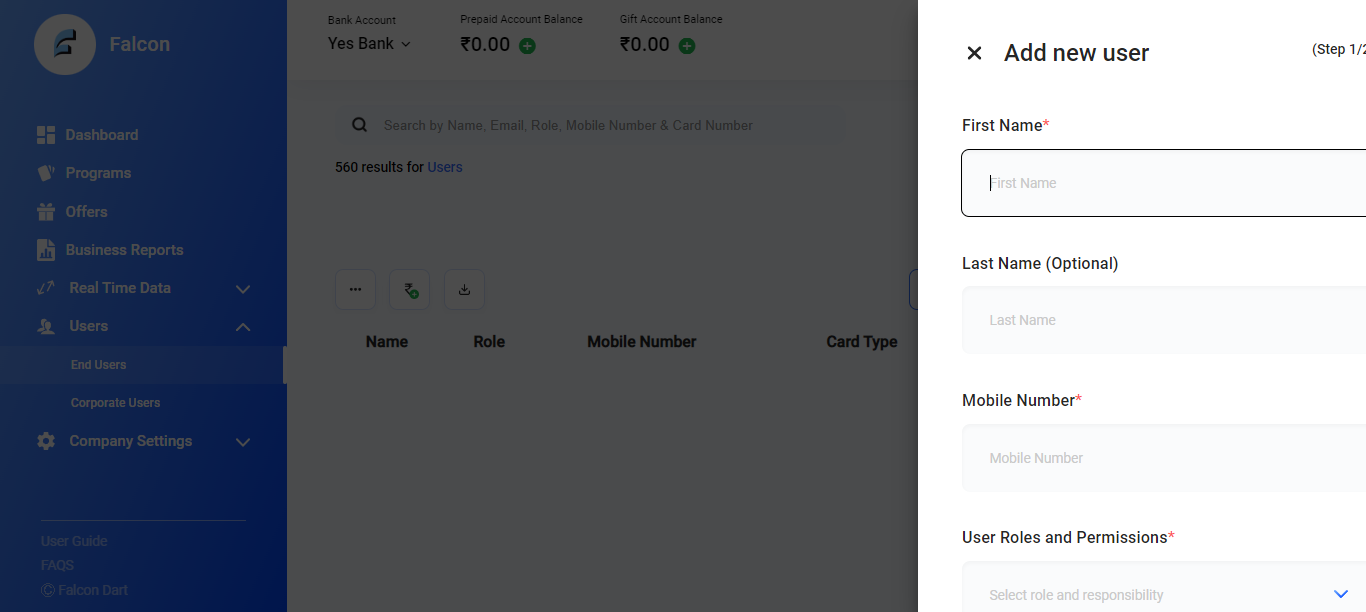 Falcon
Dashboard
Programs
Offers
Business Reports
Real Time Data
Users
End Users
Corporate Users
Company Settings
User Guide
FAQS
© Falcon Dart
Bank Account
Yes Bank
Prepaid Account Balance
₹0.00
Gift Account Balance
₹0.00
Search by Name, Email, Role, Mobile Number & Card Number
560 results for Users
Name Role Mobile Number Card Type
Add new user
(Step 1/2
First Name*
First Name
Last Name (Optional)
Last Name
Mobile Number*
Mobile Number
User Roles and Permissions*
Select role and responsibility